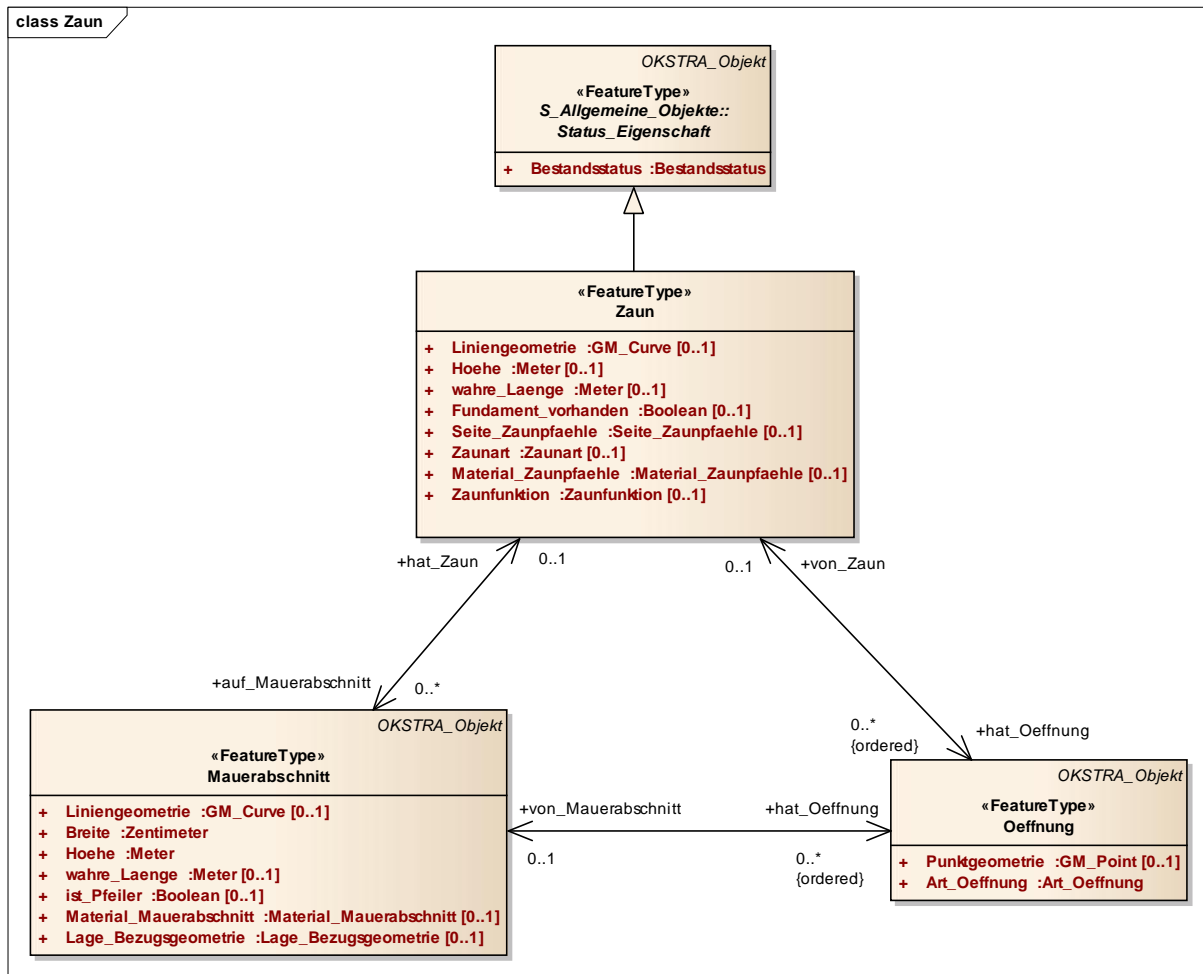 class Zaun
OKSTRA_Objekt
«FeatureType»
S_Allgemeine_Objekte::
Status_Eigenschaft
+ Bestandsstatus :Bestandsstatus
«FeatureType»
Zaun
+ Liniengeometrie :GM_Curve [0..1]
+ Hoehe :Meter [0..1]
+ wahre_Laenge :Meter [0..1]
+ Fundament_vorhanden :Boolean [0..1]
+ Seite_Zaunpfaehle :Seite_Zaunpfaehle [0..1]
+ Zaunart :Zaunart [0..1]
+ Material_Zaunpfaehle :Material_Zaunpfaehle [0..1]
+ Zaunfunktion :Zaunfunktion [0..1]
+hat_Zaun
0..1
0..1
+von_Zaun
+auf_Mauerabschnitt
0..*
0..*
{ordered}
+hat_Oeffnung
OKSTRA_Objekt
«FeatureType»
Mauerabschnitt
+ Liniengeometrie :GM_Curve [0..1]
+ Breite :Zentimeter
+ Hoehe :Meter
+ wahre_Laenge :Meter [0..1]
+ ist_Pfeiler :Boolean [0..1]
+ Material_Mauerabschnitt :Material_Mauerabschnitt [0..1]
+ Lage_Bezugsgeometrie :Lage_Bezugsgeometrie [0..1]
+von_Mauerabschnitt
0..1
+hat_Oeffnung
0..*
{ordered}
OKSTRA_Objekt
«FeatureType»
Oeffnung
+ Punktgeometrie :GM_Point [0..1]
+ Art_Oeffnung :Art_Oeffnung